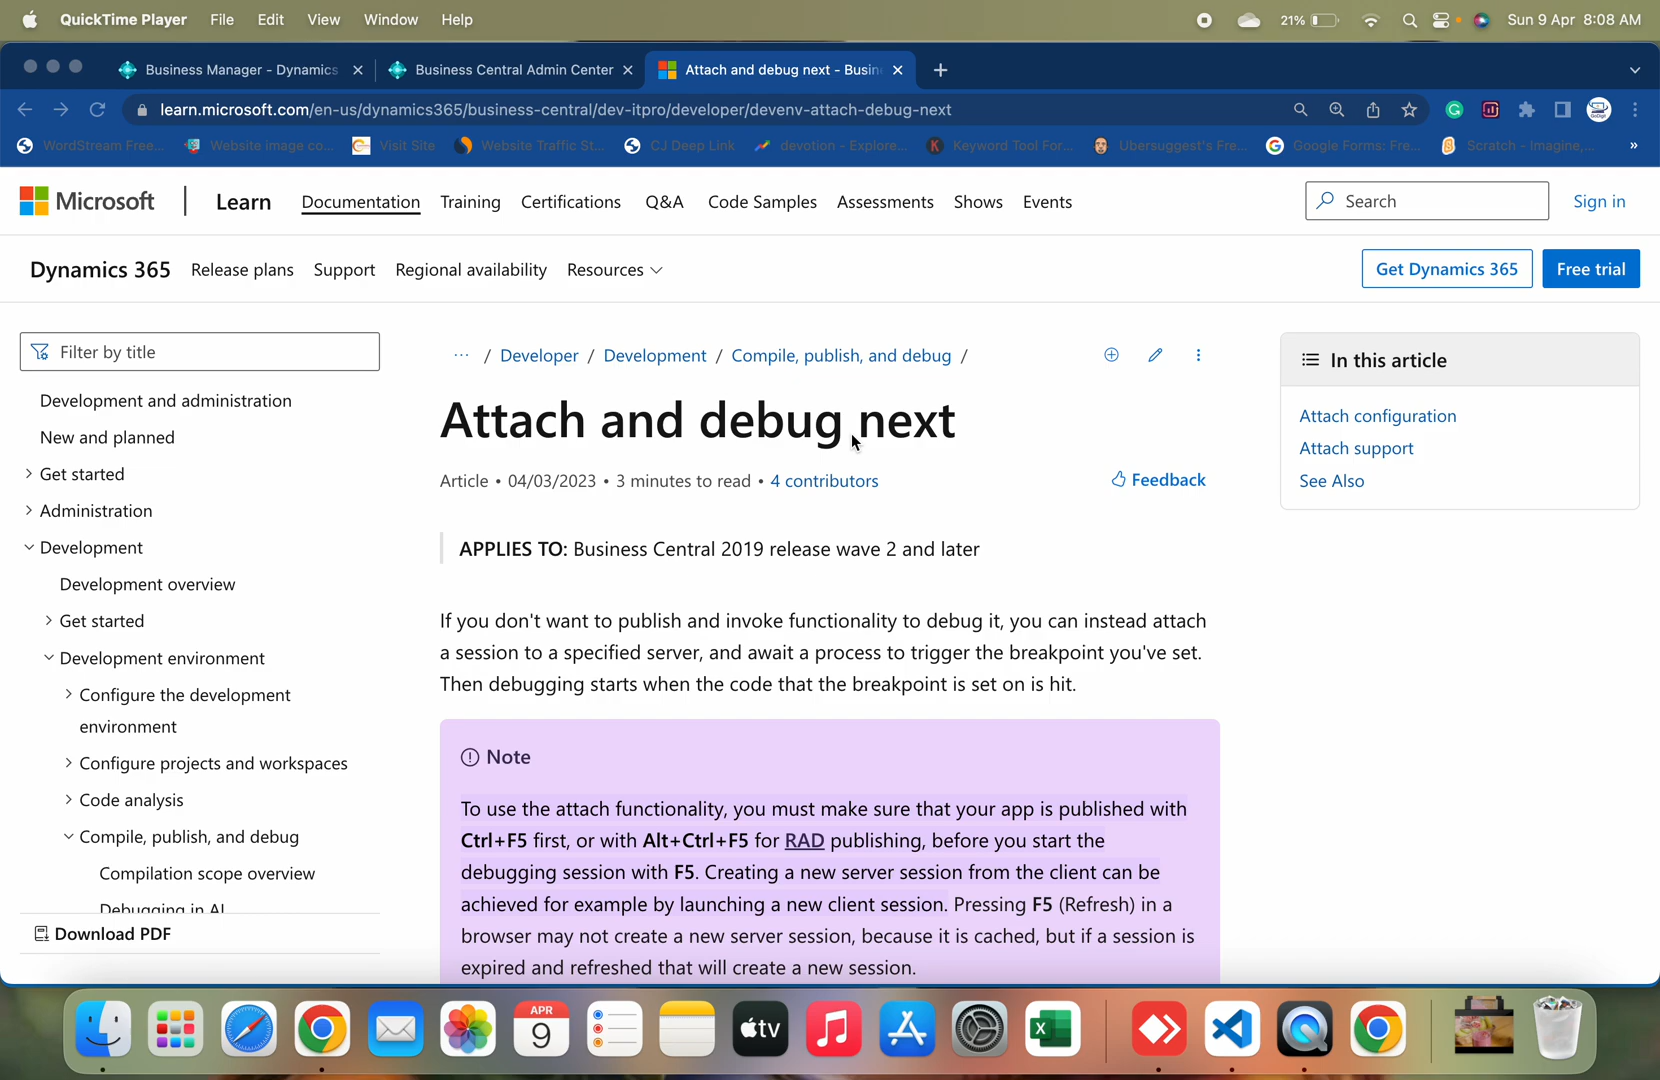 QuickTime Player File Edit View Window Help 21% Sun 9 Apr 8:08 AM
Business Manager - Dynamics Business Central Admin Center Attach and debug next - Busin
learn.microsoft.com/en-us/dynamics365/business-central/dev-itpro/developer/devenv-attach-debug-next
WordStream Free... Website image co... Visit Site Website Traffic St... CJ Deep Link devotion - Explore... Keyword Tool For... Ubersuggest's Fre... Google Forms: Fre... Scratch - Imagine,... »
Microsoft Learn Documentation Training Certifications Q&A Code Samples Assessments Shows Events Search Sign in
Dynamics 365 Release plans Support Regional availability Resources Get Dynamics 365 Free trial
Filter by title
Development and administration
New and planned
Get started
Administration
Development
Development overview
Get started
Development environment
Configure the development
environment
Configure projects and workspaces
Code analysis
Compile, publish, and debug
Compilation scope overview
Debugging in AL
Download PDF
··· / Developer / Development / Compile, publish, and debug /
Attach and debug next
Article • 04/03/2023 • 3 minutes to read • 4 contributors
Feedback
APPLIES TO: Business Central 2019 release wave 2 and later
If you don't want to publish and invoke functionality to debug it, you can instead attach
a session to a specified server, and await a process to trigger the breakpoint you've set.
Then debugging starts when the code that the breakpoint is set on is hit.
Note
To use the attach functionality, you must make sure that your app is published with
Ctrl+F5 first, or with Alt+Ctrl+F5 for RAD publishing, before you start the
debugging session with F5. Creating a new server session from the client can be
achieved for example by launching a new client session. Pressing F5 (Refresh) in a
browser may not create a new server session, because it is cached, but if a session is
expired and refreshed that will create a new session.
In this article
Attach configuration
Attach support
See Also
APR
9
tv
X